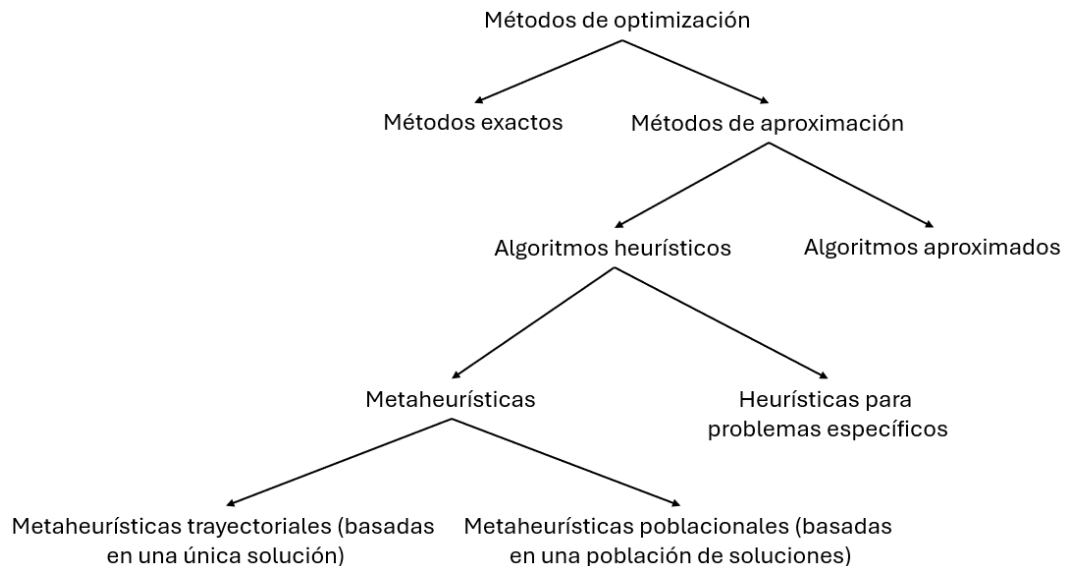 Métodos de optimización
Métodos exactos
Métodos de aproximación
Algoritmos heurísticos
Algoritmos aproximados
Metaheurísticas
Heurísticas para
problemas específicos
Metaheurísticas trayectoriales (basadas
en una única solución)
Metaheurísticas poblacionales (basadas
en una población de soluciones)